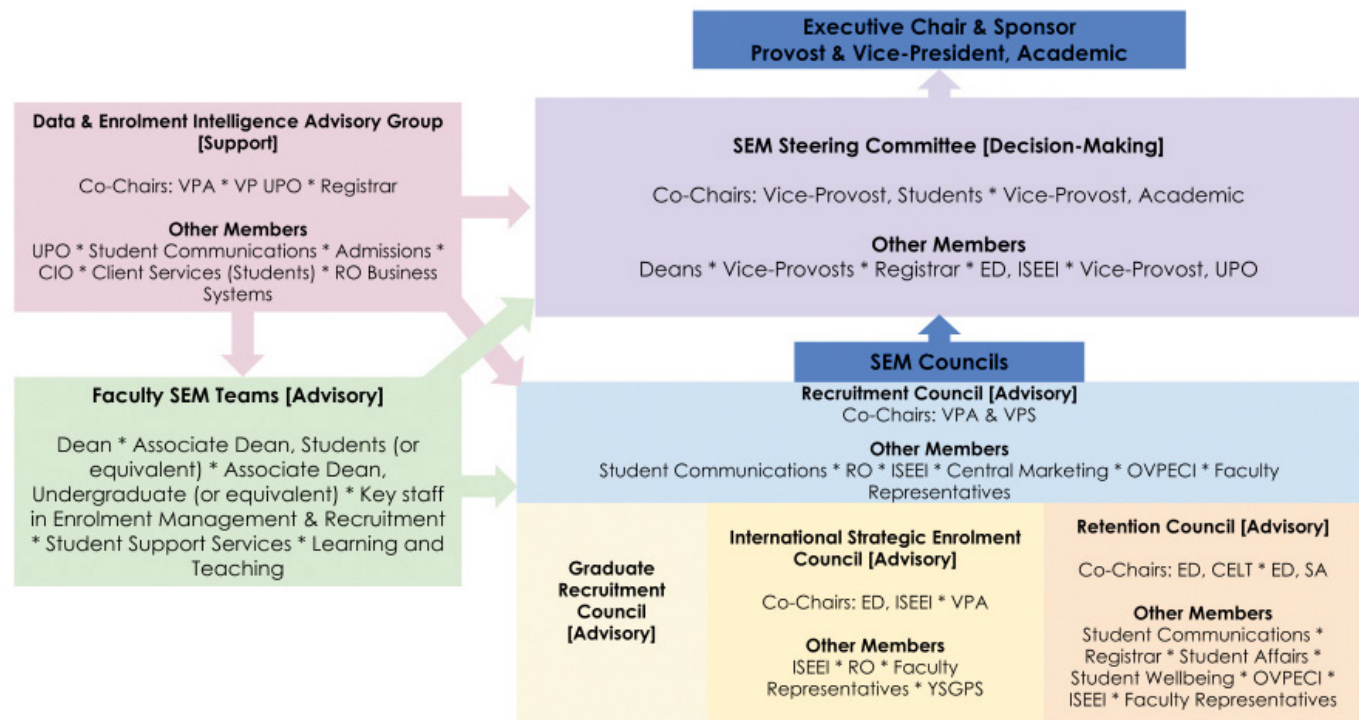 Executive Chair & Sponsor
Provost & Vice-President, Academic
Data & Enrolment Intelligence Advisory Group
[Support]
Co-Chairs: VPA * VP UPO * Registrar
Other Members
UPO * Student Communications * Admissions *
CIO * Client Services (Students) * RO Business
Systems
SEM Steering Committee [Decision-Making]
Co-Chairs: Vice-Provost, Students * Vice-Provost, Academic
Other Members
Deans * Vice-Provosts * Registrar * ED, ISEEI * Vice-Provost, UPO
Faculty SEM Teams [Advisory]
Dean * Associate Dean, Students (or
equivalent) * Associate Dean,
Undergraduate (or equivalent) * Key staff
in Enrolment Management & Recruitment
* Student Support Services * Learning and
Teaching
SEM Councils
Recruitment Council [Advisory]
Co-Chairs: VPA & VPS
Other Members
Student Communications * RO * ISEEI * Central Marketing * OVPECI * Faculty
Representatives
Graduate
Recruitment
Council
[Advisory]
International Strategic Enrolment
Council [Advisory]
Co-Chairs: ED, ISEEI * VPA
Other Members
ISEEI * RO * Faculty
Representatives * YSGPS
Retention Council [Advisory]
Co-Chairs: ED, CELT * ED, SA
Other Members
Student Communications *
Registrar * Student Affairs *
Student Wellbeing * OVPECI *
ISEEI * Faculty Representatives